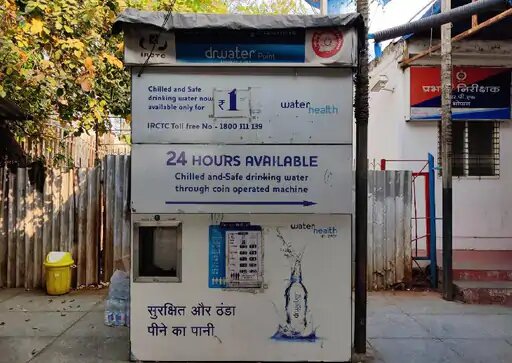 IRCTC
dr.water Point
Chilled and Safe
drinking water now
available only for
₹1
water health
IRCTC Toll free No - 1800 111 139
24 HOURS AVAILABLE
Chilled and Safe drinking water
through coin operated machine
water health
सुरक्षित और ठंडा
पीने का पानी
प्रभारी निरीक्षक